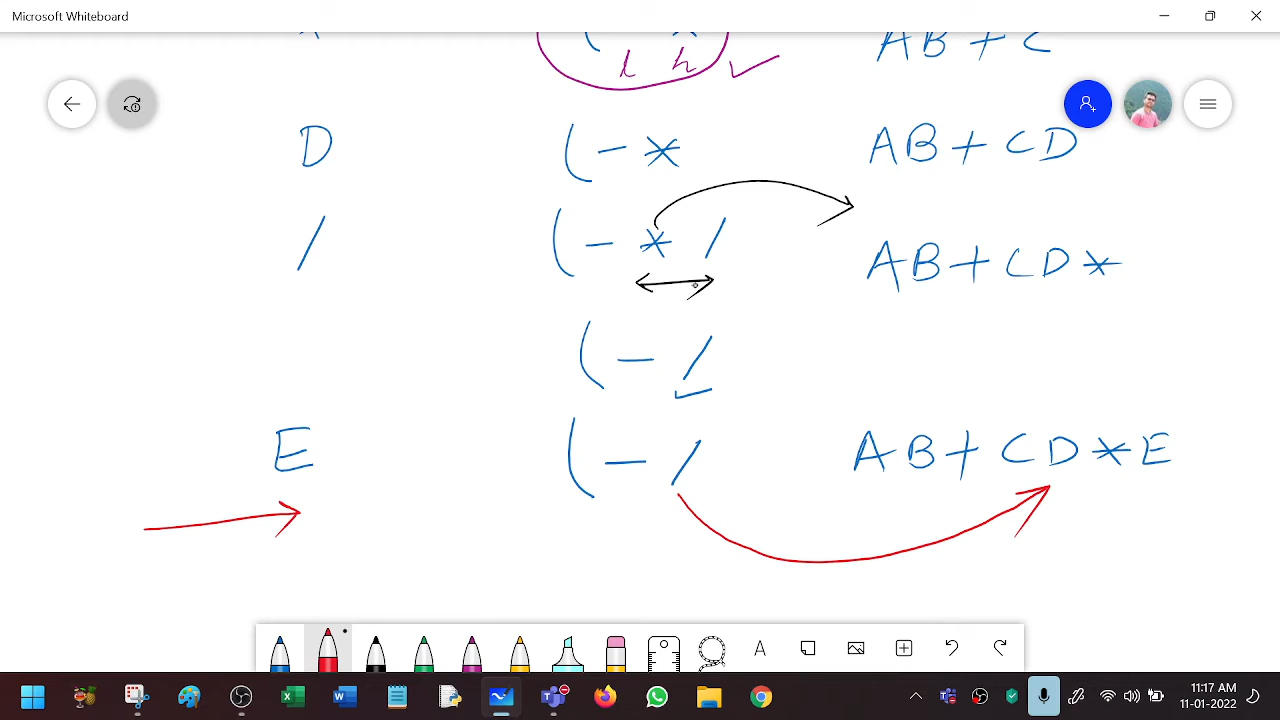 Microsoft Whiteboard
( * AB + C
l h
D ( - * AB + CD
/ ( - * / AB + CD *
( - /
E ( - / AB + CD * E
A
11:17 AM
11-01-2022